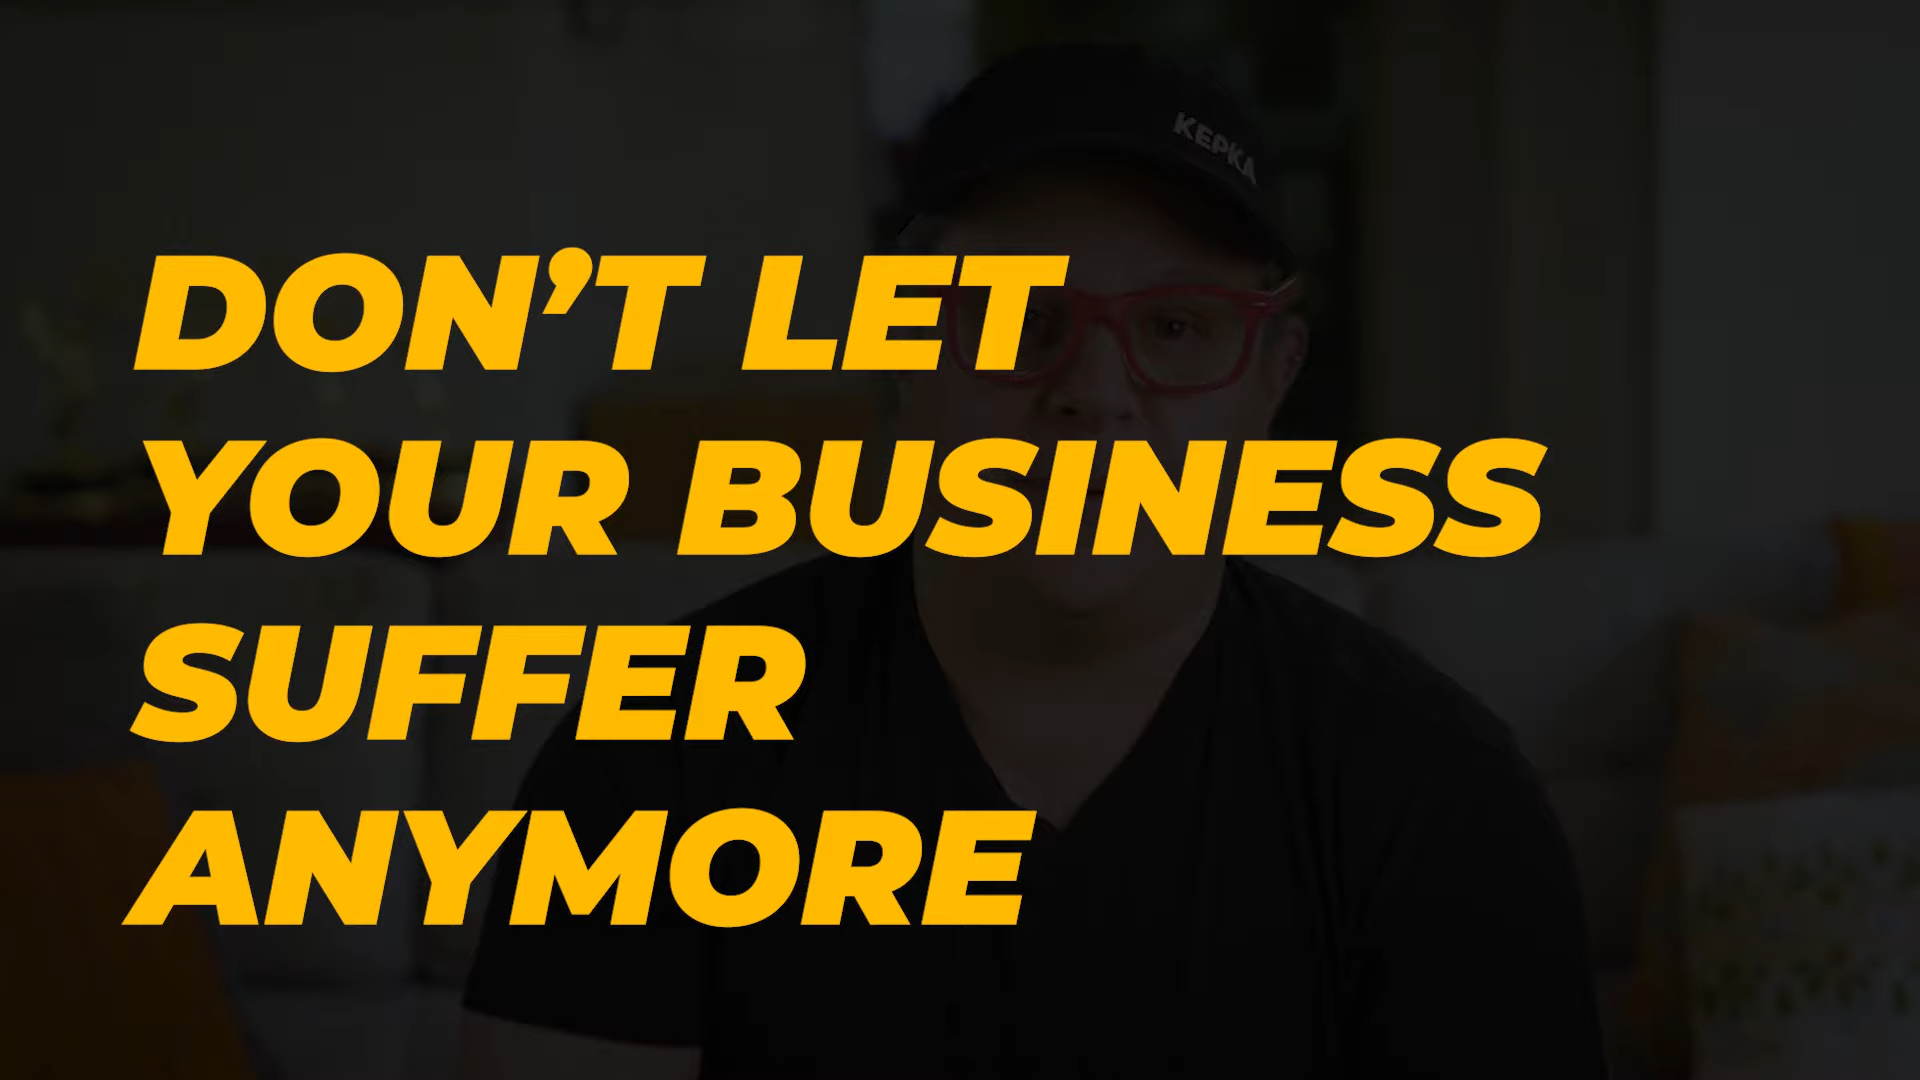 KEPKA
DON’T LET
YOUR BUSINESS
SUFFER
ANYMORE